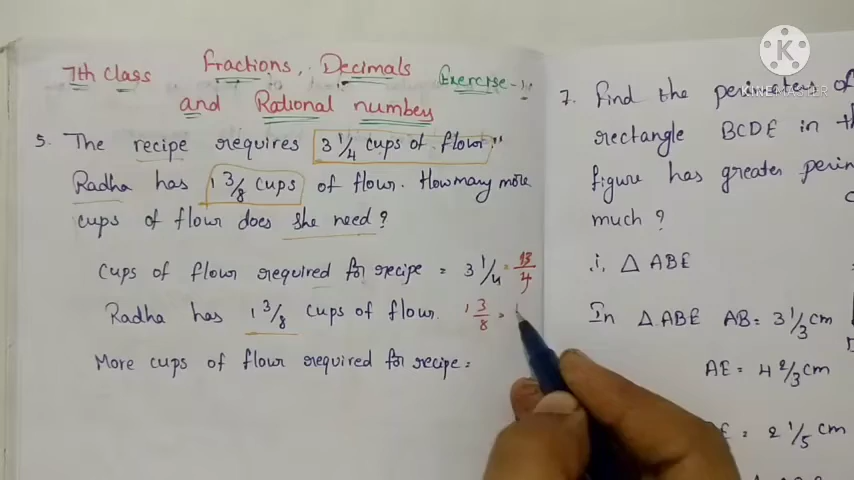 7th Class Fractions, Decimals Exercise-1
and Rational numbers
5. The recipe requires 3 1/4 cups of flour"
Radha has 1 3/8 cups of flour. How many more
cups of flour does she need?
Cups of flour required for recipe = 3 1/4 = 13/4
Radha has 1 3/8 cups of flour. 1 3/8 =
More cups of flour required for recipe =
7. Find the perimeters of
rectangle BCDE in th
figure has greater perim
much?
∴ △ ABE
In △ABE AB = 3 1/3 cm
AE = 4 2/3 cm
= 2 1/5 cm
KINEMASTER